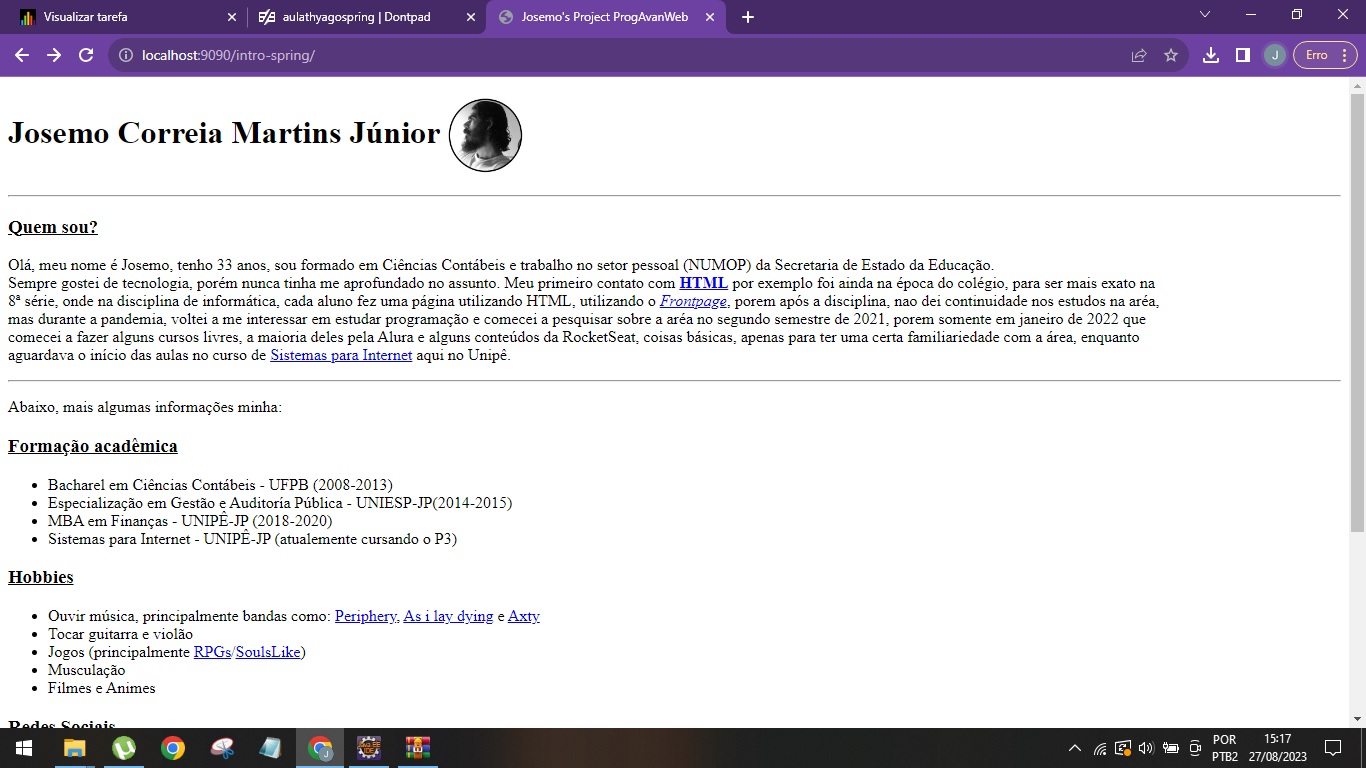 Visualizar tarefa
aulathyagospring | Dontpad
Josemo's Project ProgAvanWeb
localhost:9090/intro-spring/
J
Erro
Josemo Correia Martins Júnior
Quem sou?
Olá, meu nome é Josemo, tenho 33 anos, sou formado em Ciências Contábeis e trabalho no setor pessoal (NUMOP) da Secretaria de Estado da Educação.
Sempre gostei de tecnologia, porém nunca tinha me aprofundado no assunto. Meu primeiro contato com HTML por exemplo foi ainda na época do colégio, para ser mais exato na
8ª série, onde na disciplina de informática, cada aluno fez uma página utilizando HTML, utilizando o Frontpage, porem após a disciplina, nao dei continuidade nos estudos na aréa,
mas durante a pandemia, voltei a me interessar em estudar programação e comecei a pesquisar sobre a aréa no segundo semestre de 2021, porem somente em janeiro de 2022 que
comecei a fazer alguns cursos livres, a maioria deles pela Alura e alguns conteúdos da RocketSeat, coisas básicas, apenas para ter uma certa familiariedade com a área, enquanto
aguardava o início das aulas no curso de Sistemas para Internet aqui no Unipê.
Abaixo, mais algumas informações minha:
Formação acadêmica
• Bacharel em Ciências Contábeis - UFPB (2008-2013)
• Especialização em Gestão e Auditoría Pública - UNIESP-JP(2014-2015)
• MBA em Finanças - UNIPÊ-JP (2018-2020)
• Sistemas para Internet - UNIPÊ-JP (atualemente cursando o P3)
Hobbies
• Ouvir música, principalmente bandas como: Periphery, As i lay dying e Axty
• Tocar guitarra e violão
• Jogos (principalmente RPGs/SoulsLike)
• Musculação
• Filmes e Animes
Redes Sociais
POR
PTB2
15:17
27/08/2023